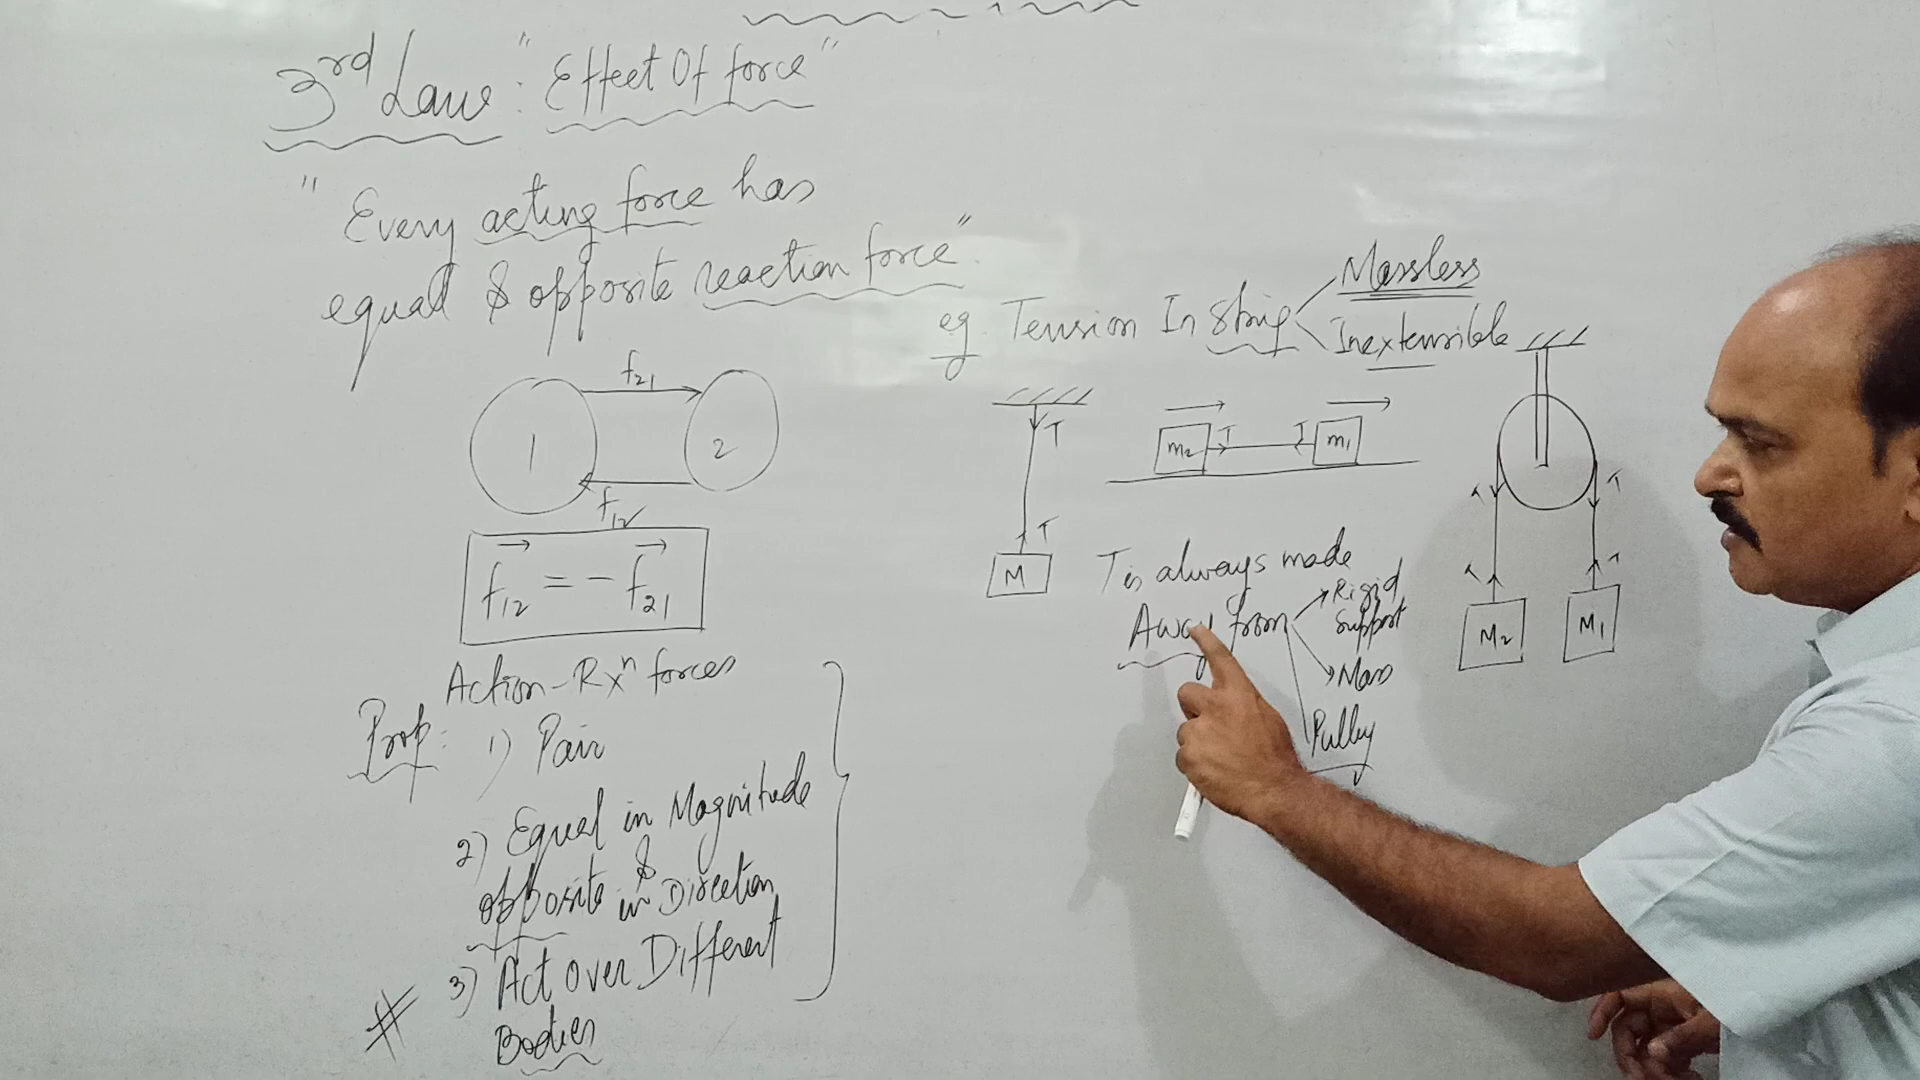 3rd Law: "Effect Of force"
"Every acting force has
equal & opposite reaction force".
f21
1
2
f12
f12 = - f21
Action-Rxn forces
Prop: 1) Pair
2) Equal in Magnitude
&
opposite in Direction
# 3) Act over Different
Bodies
eg. Tension In string
Massless
Inextensible
T
T
M
m2 T T m1
T is always made
Away from
Rigid
Support
Mass
Pulley
T T
T T
M2 M1